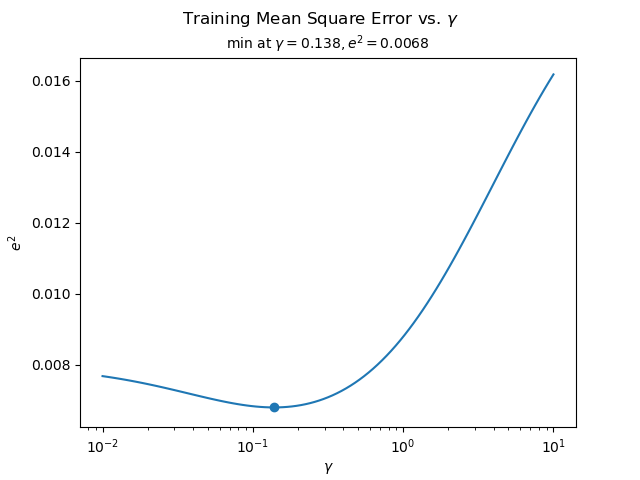 Training Mean Square Error vs. γ
min at γ = 0.138, e² = 0.0068
0.016
0.014
0.012
0.010
0.008
e²
10⁻² 10⁻¹ 10⁰ 10¹
γ